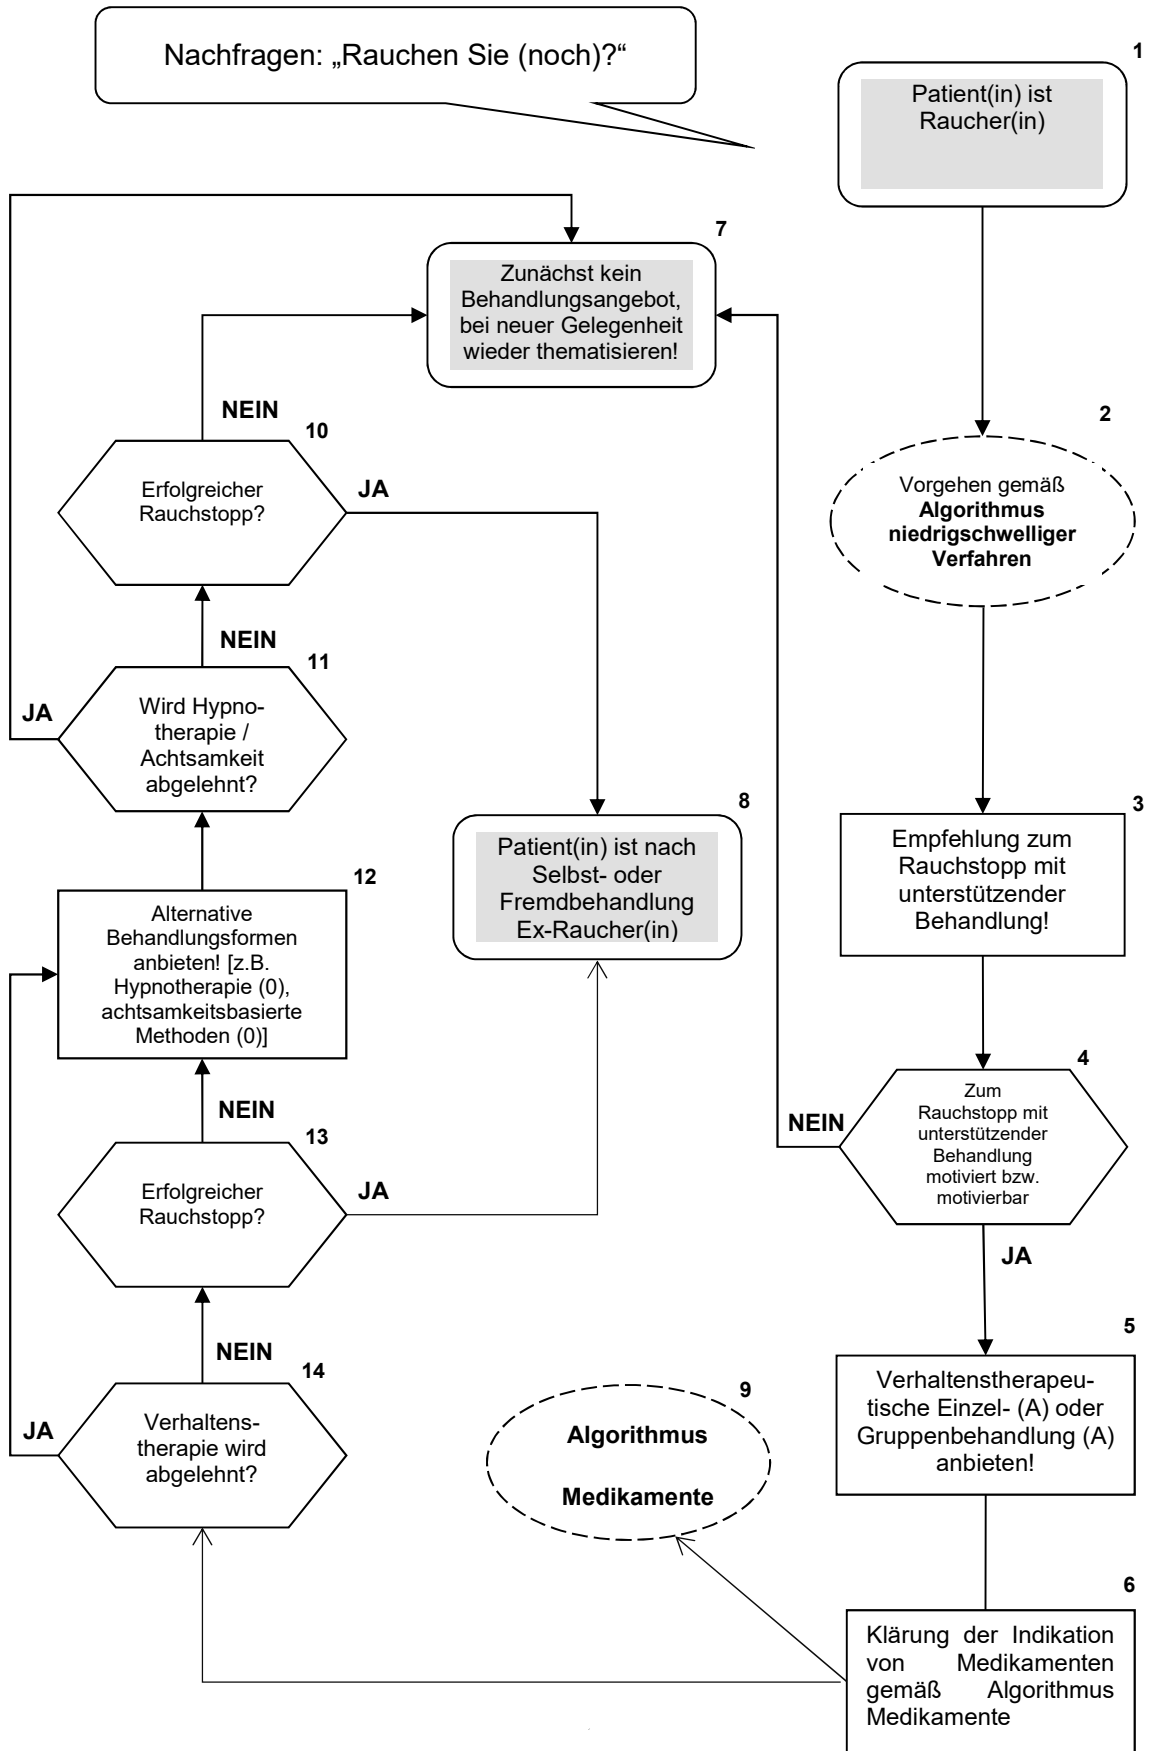 Nachfragen: „Rauchen Sie (noch)?“
1
Patient(in) ist
Raucher(in)
7
Zunächst kein
Behandlungsangebot,
bei neuer Gelegenheit
wieder thematisieren!
2
Vorgehen gemäß
Algorithmus
niedrigschwelliger
Verfahren
NEIN
10
Erfolgreicher
Rauchstopp?
JA
NEIN
11
Wird Hypno-
therapie /
Achtsamkeit
abgelehnt?
JA
8
Patient(in) ist nach
Selbst- oder
Fremdbehandlung
Ex-Raucher(in)
3
Empfehlung zum
Rauchstopp mit
unterstützender
Behandlung!
12
Alternative
Behandlungsformen
anbieten! [z.B.
Hypnotherapie (0),
achtsamkeitsbasierte
Methoden (0)]
4
Zum
Rauchstopp mit
unterstützender
Behandlung
motiviert bzw.
motivierbar
NEIN
JA
NEIN
13
Erfolgreicher
Rauchstopp?
JA
5
Verhaltenstherapeu-
tische Einzel- (A) oder
Gruppenbehandlung (A)
anbieten!
NEIN
14
Verhaltens-
therapie wird
abgelehnt?
JA
9
Algorithmus
Medikamente
6
Klärung der Indikation
von Medikamenten
gemäß Algorithmus
Medikamente